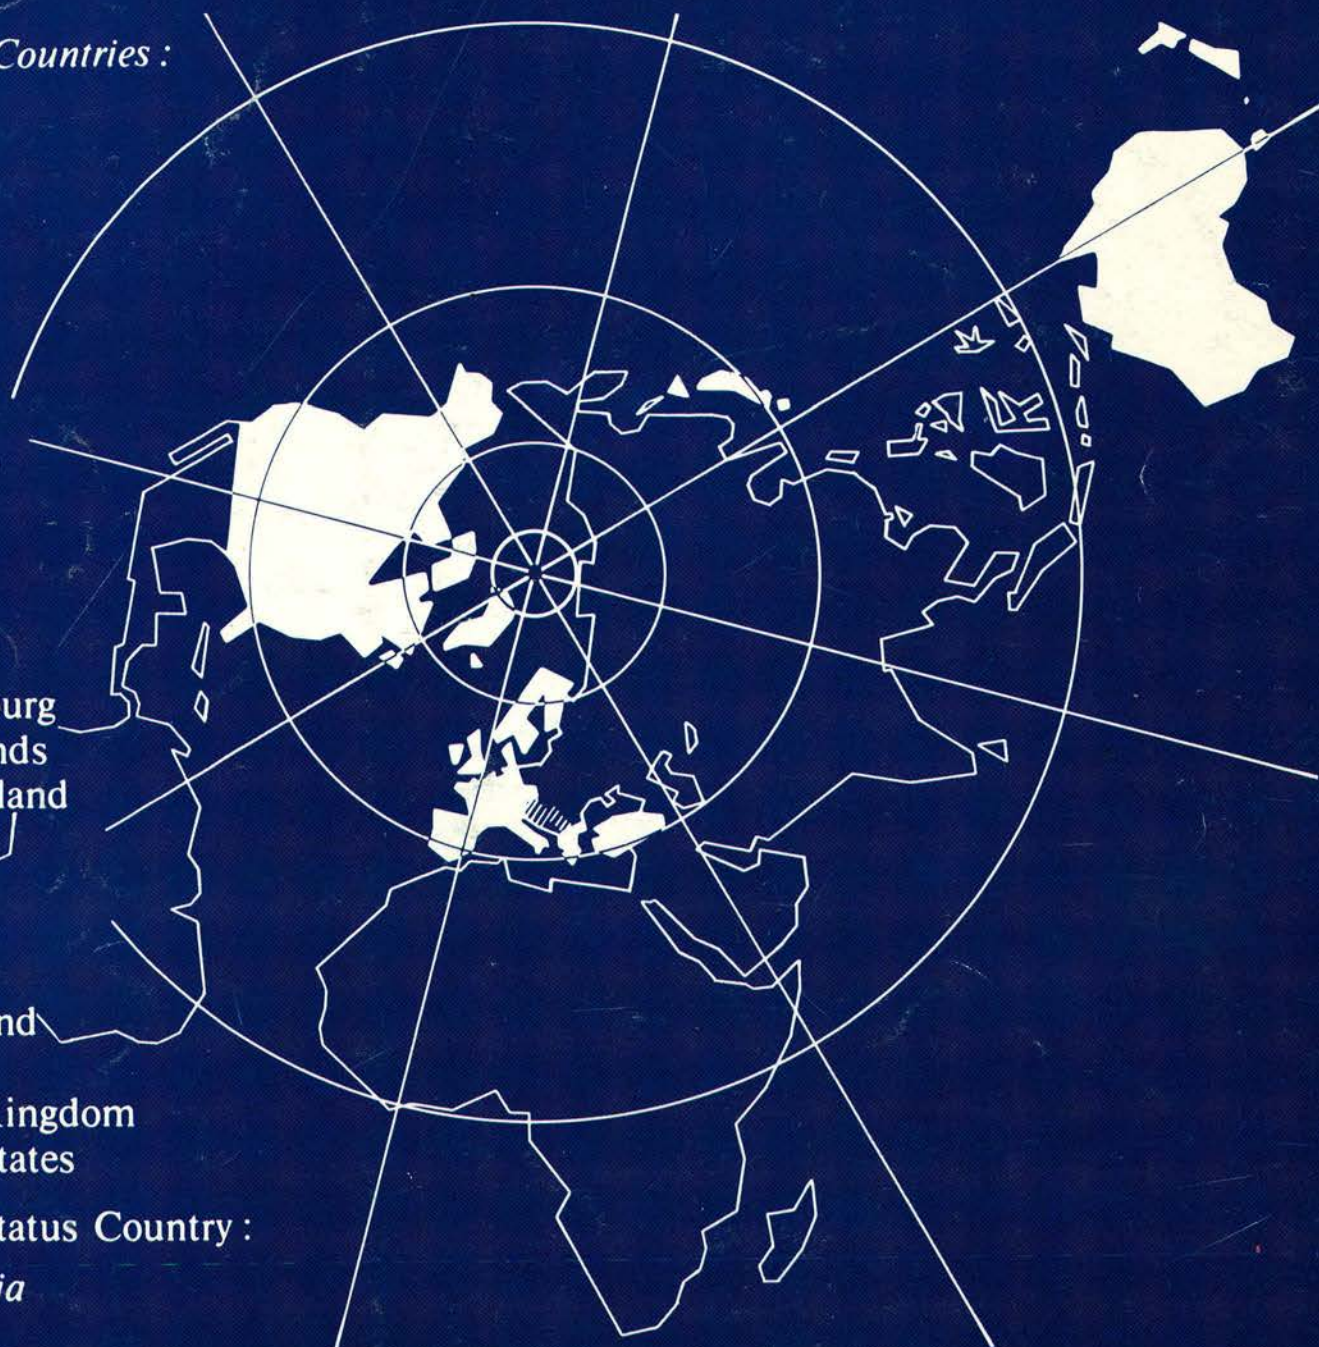 Countries :
urg
nds
land
nd
ingdom
tates
tatus Country :
ia